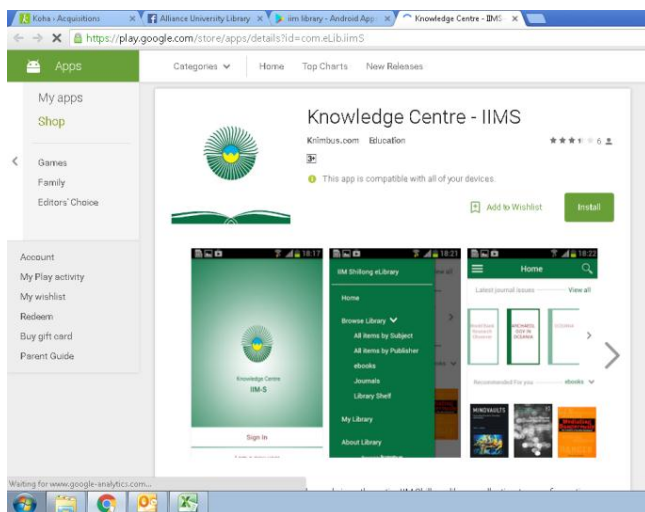 Koha › Acquisitions
Alliance University Library
iim library - Android App
Knowledge Centre - IIMS
https://play.google.com/store/apps/details?id=com.eLib.iimS
Apps
Categories
Home
Top Charts
New Releases
My apps
Shop
Games
Family
Editors' Choice
Account
My Play activity
My wishlist
Redeem
Buy gift card
Parent Guide
Knowledge Centre - IIMS
Knimbus.com Education
6
3+
This app is compatible with all of your devices.
Add to Wishlist
Install
18:17
Knowledge Centre
IIM-S
Sign In
18:21
IIM Shillong eLibrary
Home
Browse Library
All items by Subject
All items by Publisher
ebooks
Journals
Library Shelf
My Library
About Library
18:22
Home
Latest journal issues
View all
Recommended for you
ebooks
MINDVAULTS
Waiting for www.google-analytics.com...